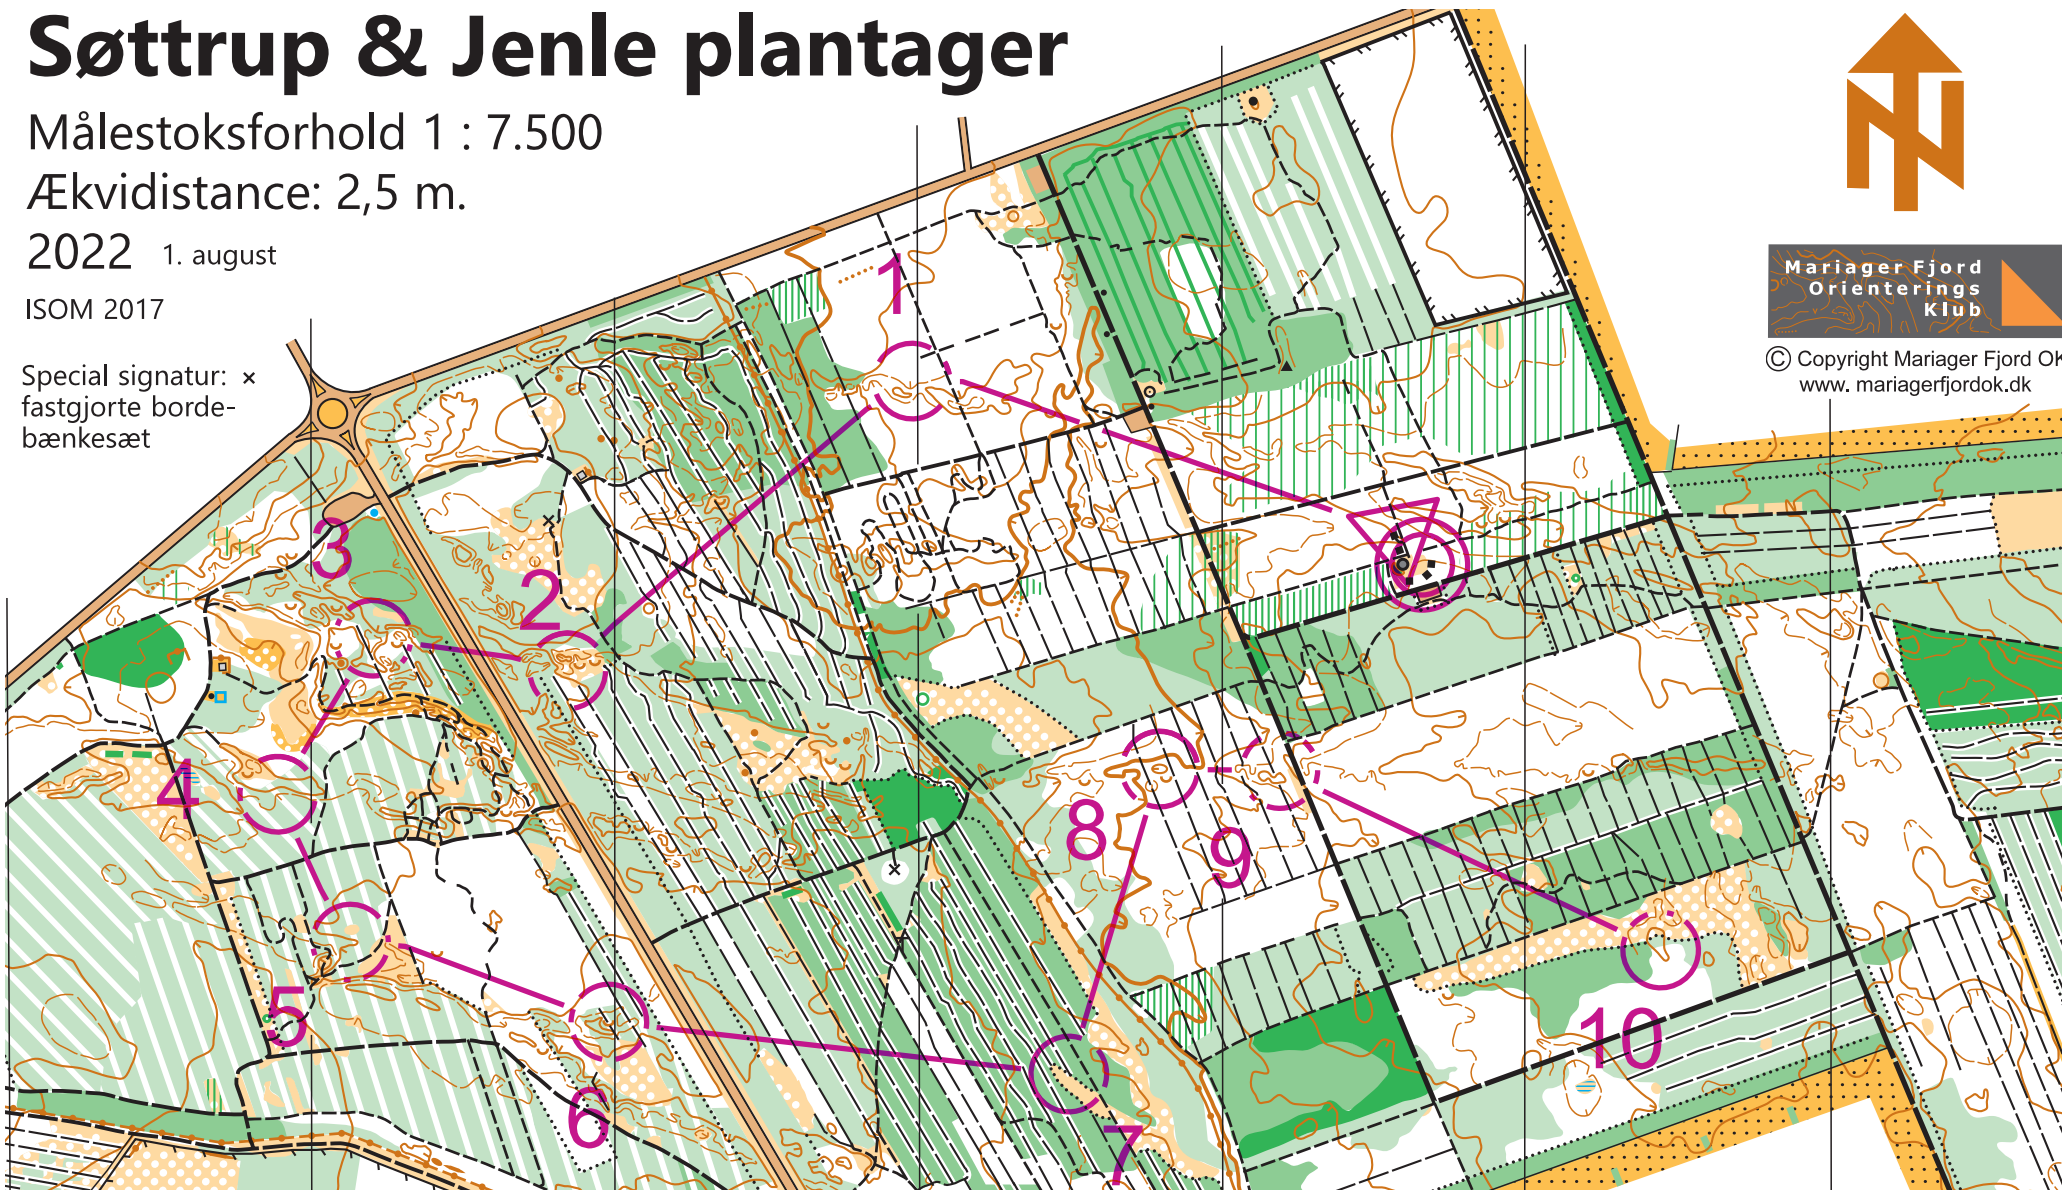 Søttrup & Jenle plantager
Målestoksforhold 1 : 7.500
Ækvidistance: 2,5 m.
2022 1. august
ISOM 2017
Special signatur: ×
fastgjorte borde-
bænkesæt
Mariager Fjord
Orienterings
Klub
© Copyright Mariager Fjord OK
www. mariagerfjordok.dk
1
2
3
4
5
6
7
8
9
10